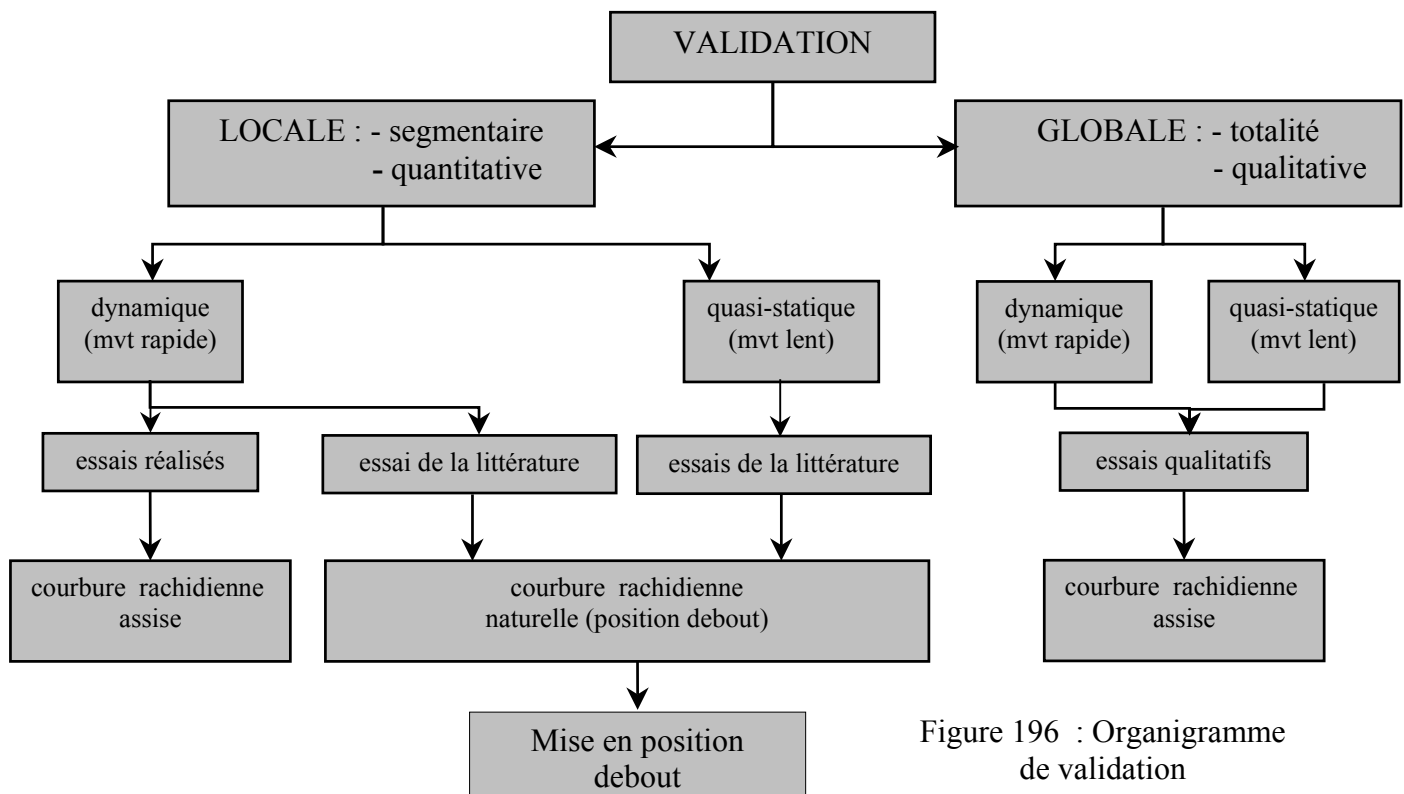 VALIDATION
LOCALE : - segmentaire
- quantitative
GLOBALE : - totalité
- qualitative
dynamique
(mvt rapide)
quasi-statique
(mvt lent)
dynamique
(mvt rapide)
quasi-statique
(mvt lent)
essais réalisés
essai de la littérature
essais de la littérature
essais qualitatifs
courbure rachidienne
assise
courbure rachidienne
naturelle (position debout)
courbure rachidienne
assise
Mise en position
debout
Figure 196 : Organigramme
de validation